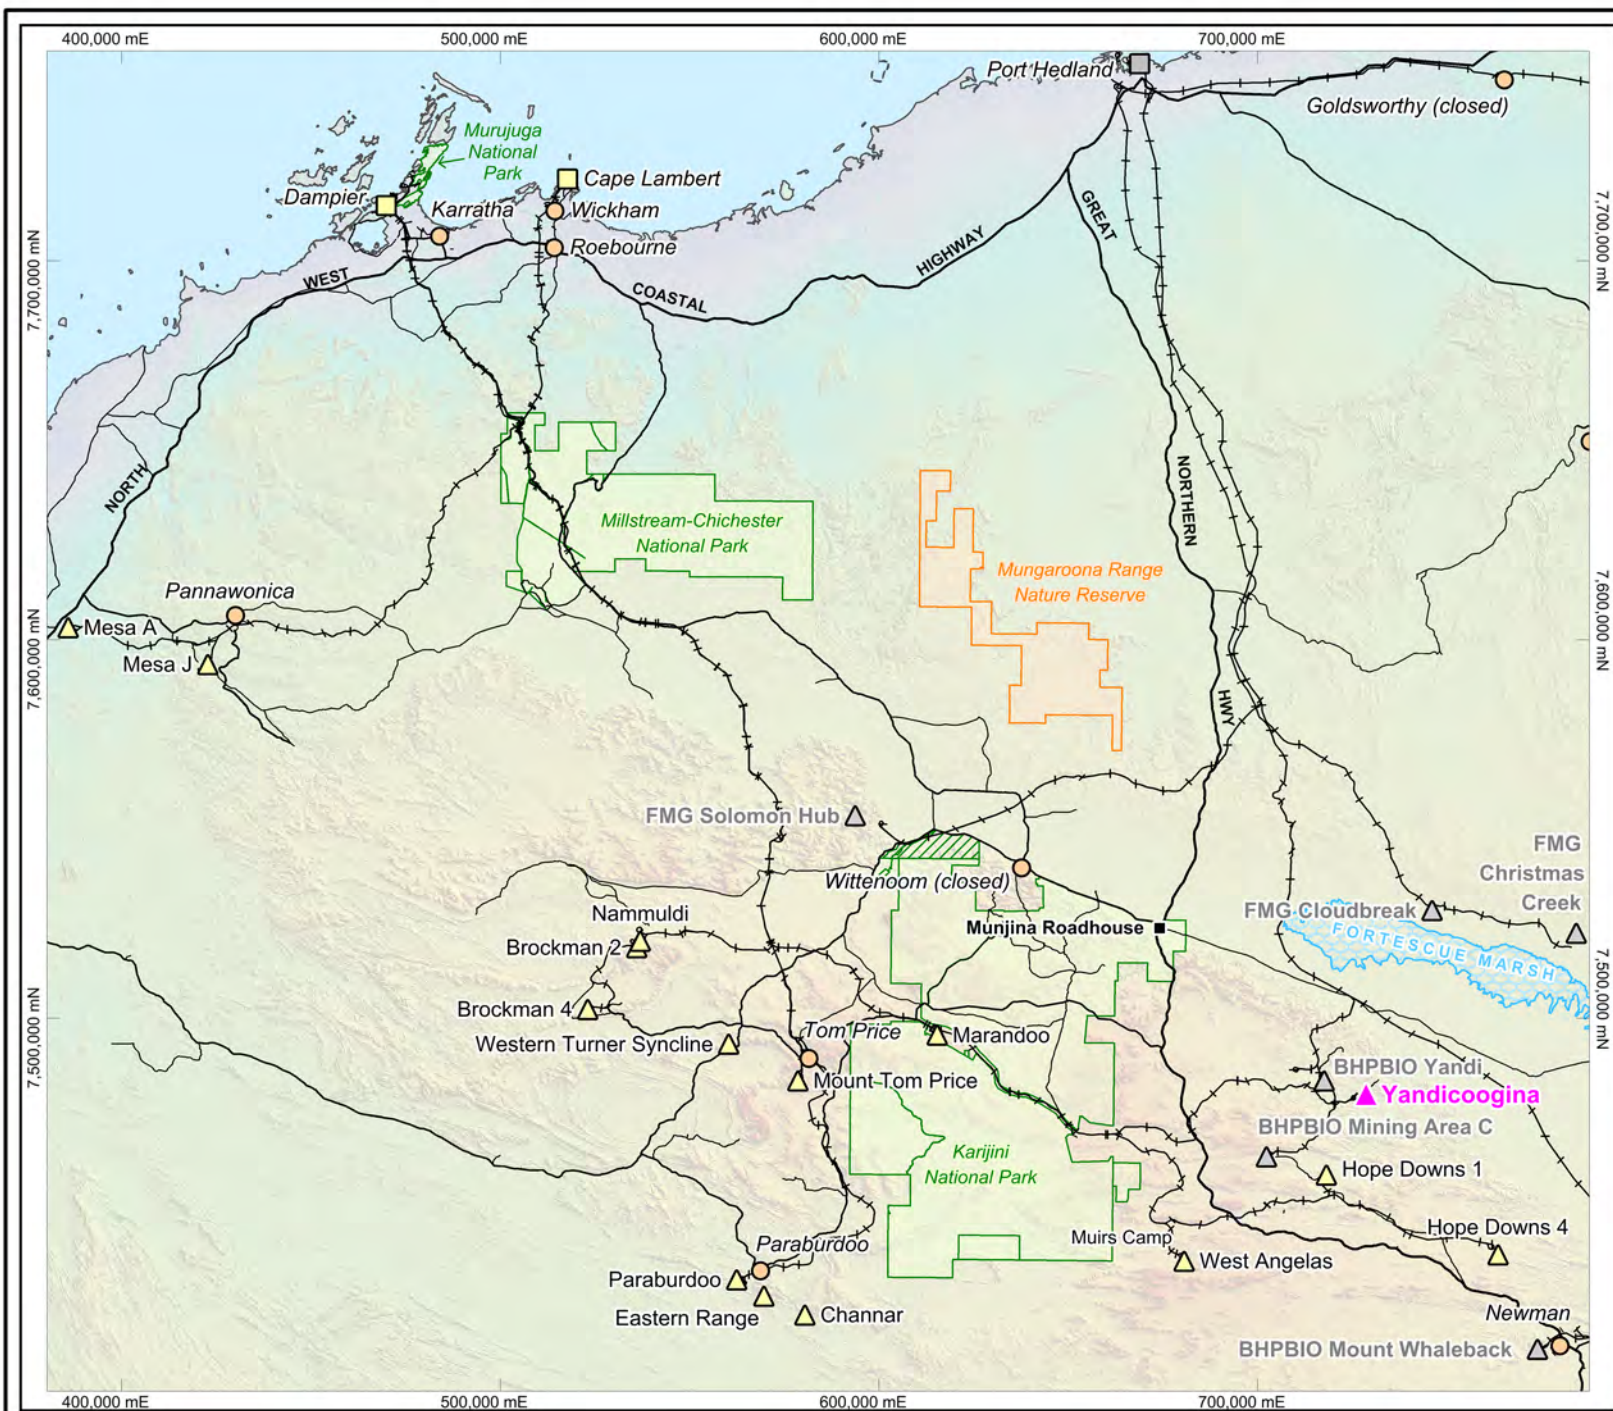 400,000 mE
500,000 mE
600,000 mE
700,000 mE
Port Hedland
Goldsworthy (closed)
Murujuga
National
Park
Cape Lambert
Dampier
Karratha
Wickham
Roebourne
GREAT
7,700,000 mN
7,700,000 mN
WEST
COASTAL
HIGHWAY
NORTH
NORTHERN
Millstream-Chichester
National Park
Mungaroona Range
Nature Reserve
Pannawonica
7,600,000 mN
7,600,000 mN
Mesa A
Mesa J
HWY
FMG Solomon Hub
FMG
Christmas
Creek
Wittenoom (closed)
Nammuldi
FMG Cloudbreak
Munjina Roadhouse
FORTESCUE MARSH
Brockman 2
7,500,000 mN
7,500,000 mN
Brockman 4
Tom Price
Marandoo
Western Turner Syncline
BHPBIO Yandi
Mount Tom Price
Yandicoogina
BHPBIO Mining Area C
Karijini
National Park
Hope Downs 1
Hope Downs 4
Muirs Camp
Paraburdoo
West Angelas
Paraburdoo
Eastern Range
Channar
Newman
BHPBIO Mount Whaleback
400,000 mE
500,000 mE
600,000 mE
700,000 mE